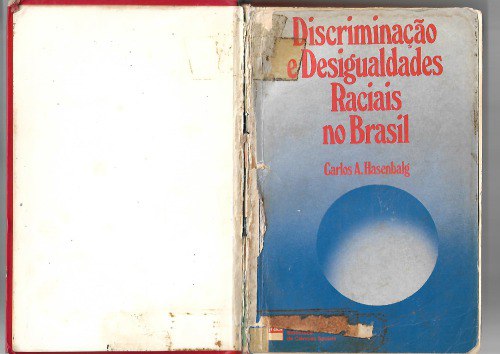 Discriminação
e Desigualdades
Raciais
no Brasil
Carlos A. Hasenbalg